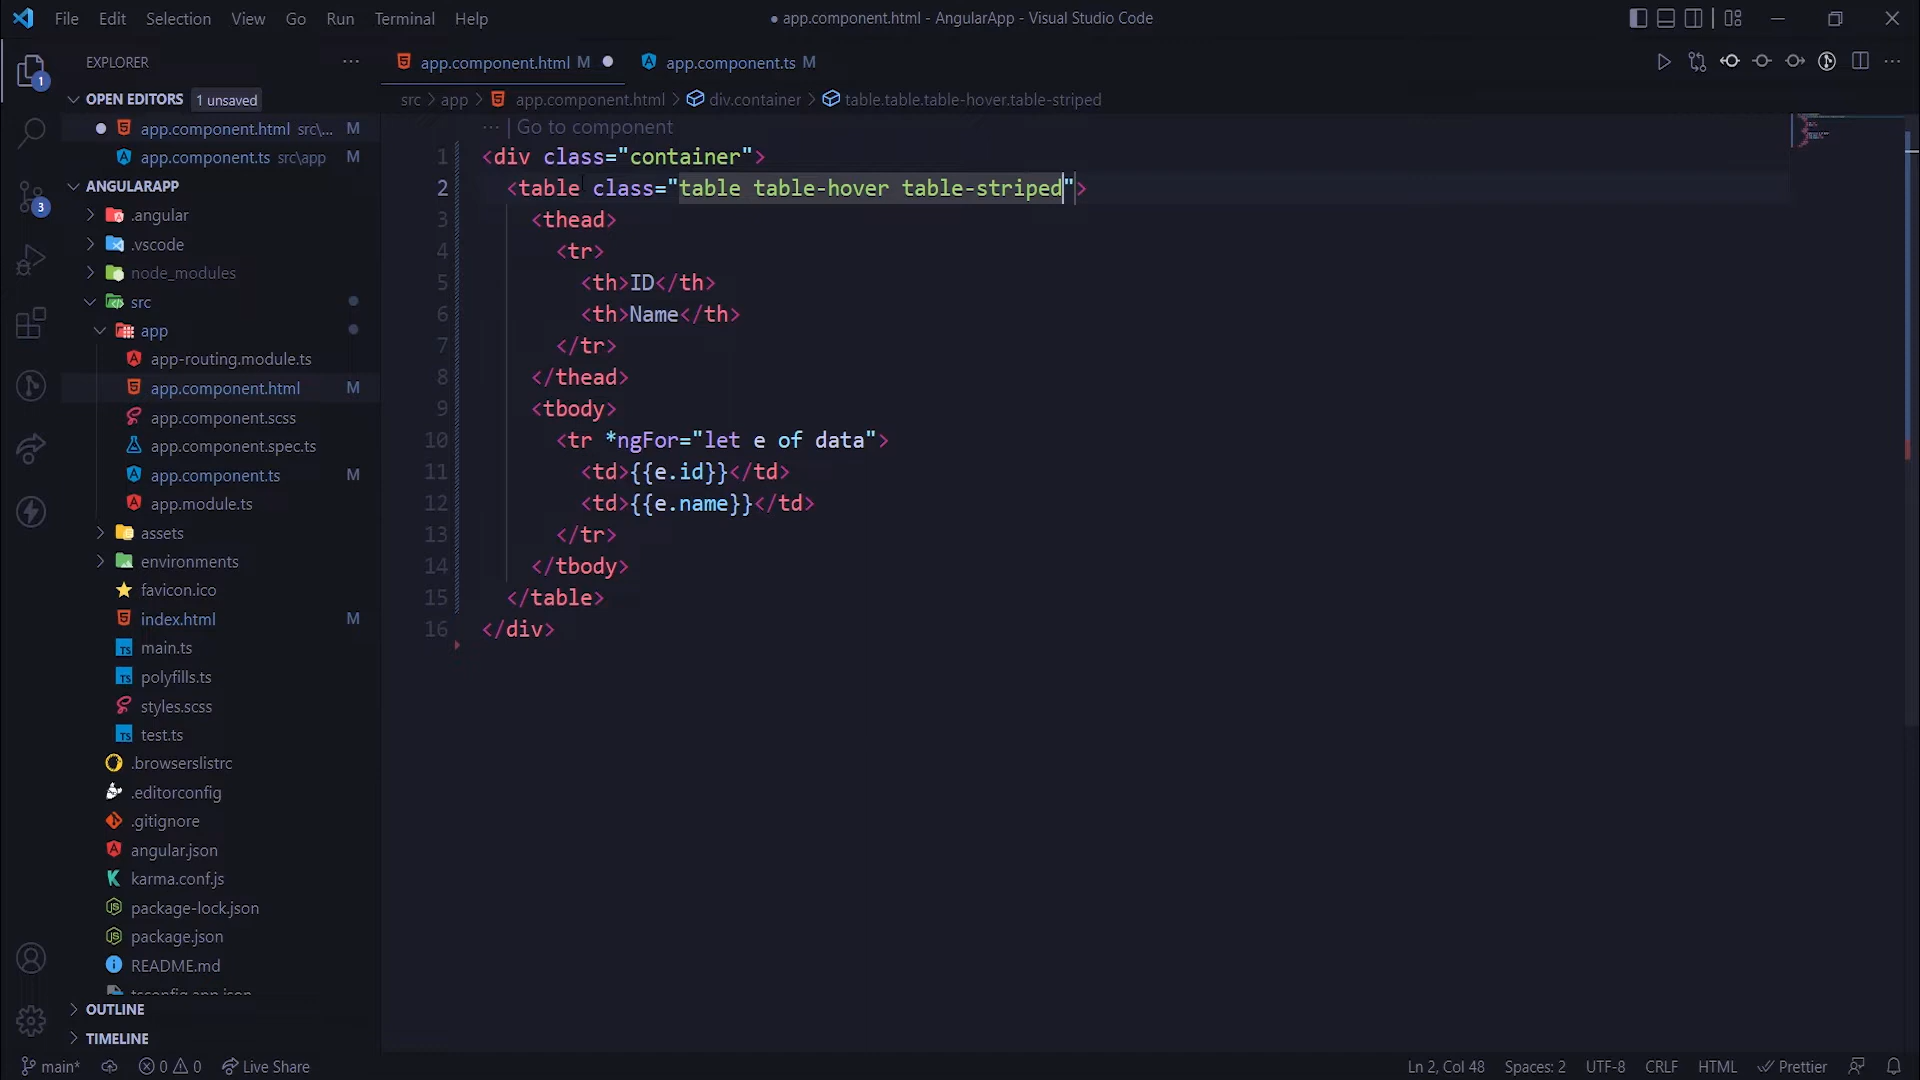 File Edit Selection View Go Run Terminal Help
● app.component.html - AngularApp - Visual Studio Code
EXPLORER
OPEN EDITORS 1 unsaved
app.component.html src\... M
app.component.ts src\app M
ANGULARAPP
.angular
.vscode
node_modules
src
app
app-routing.module.ts
app.component.html M
app.component.scss
app.component.spec.ts
app.component.ts M
app.module.ts
assets
environments
favicon.ico
index.html M
main.ts
polyfills.ts
styles.scss
test.ts
.browserslistrc
.editorconfig
.gitignore
angular.json
karma.conf.js
package-lock.json
package.json
README.md
tsconfig.app.json
OUTLINE
TIMELINE
1
3
app.component.html M
app.component.ts M
src > app > app.component.html > div.container > table.table.table-hover.table-striped
... | Go to component
1 <div class="container">
2 <table class="table table-hover table-striped">
3 <thead>
4 <tr>
5 <th>ID</th>
6 <th>Name</th>
7 </tr>
8 </thead>
9 <tbody>
10 <tr *ngFor="let e of data">
11 <td>{{e.id}}</td>
12 <td>{{e.name}}</td>
13 </tr>
14 </tbody>
15 </table>
16 </div>
main* 0 0 Live Share
Ln 2, Col 48 Spaces: 2 UTF-8 CRLF HTML Prettier